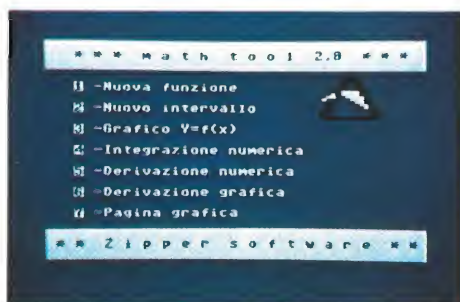 * * * math tool 2.0 * * *
1 -Nuova funzione
2 -Nuovo intervallo
3 -Grafico Y=f(x)
4 -Integrazione numerica
5 -Derivazione numerica
6 -Derivazione grafica
7 -Pagina grafica
* * Zipper software * *